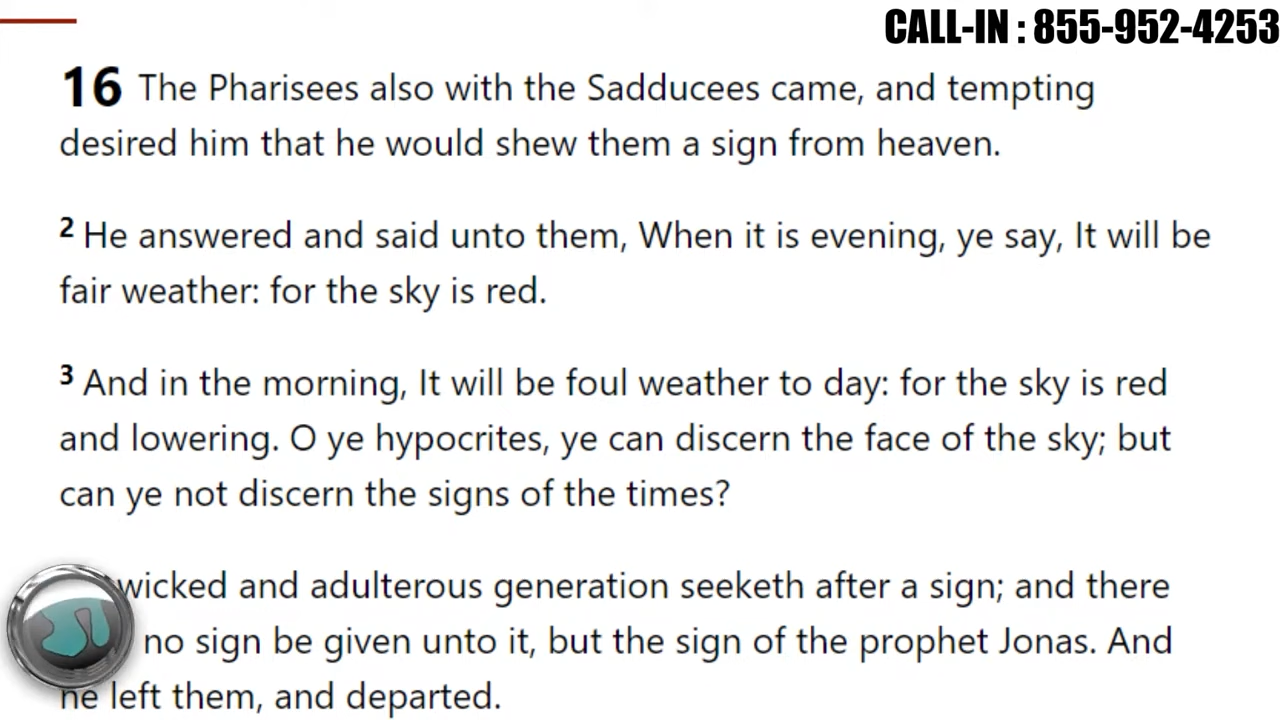 CALL-IN : 855-952-4253
16 The Pharisees also with the Sadducees came, and tempting
desired him that he would shew them a sign from heaven.
2 He answered and said unto them, When it is evening, ye say, It will be
fair weather: for the sky is red.
3 And in the morning, It will be foul weather to day: for the sky is red
and lowering. O ye hypocrites, ye can discern the face of the sky; but
can ye not discern the signs of the times?
wicked and adulterous generation seeketh after a sign; and there
no sign be given unto it, but the sign of the prophet Jonas. And
he left them, and departed.